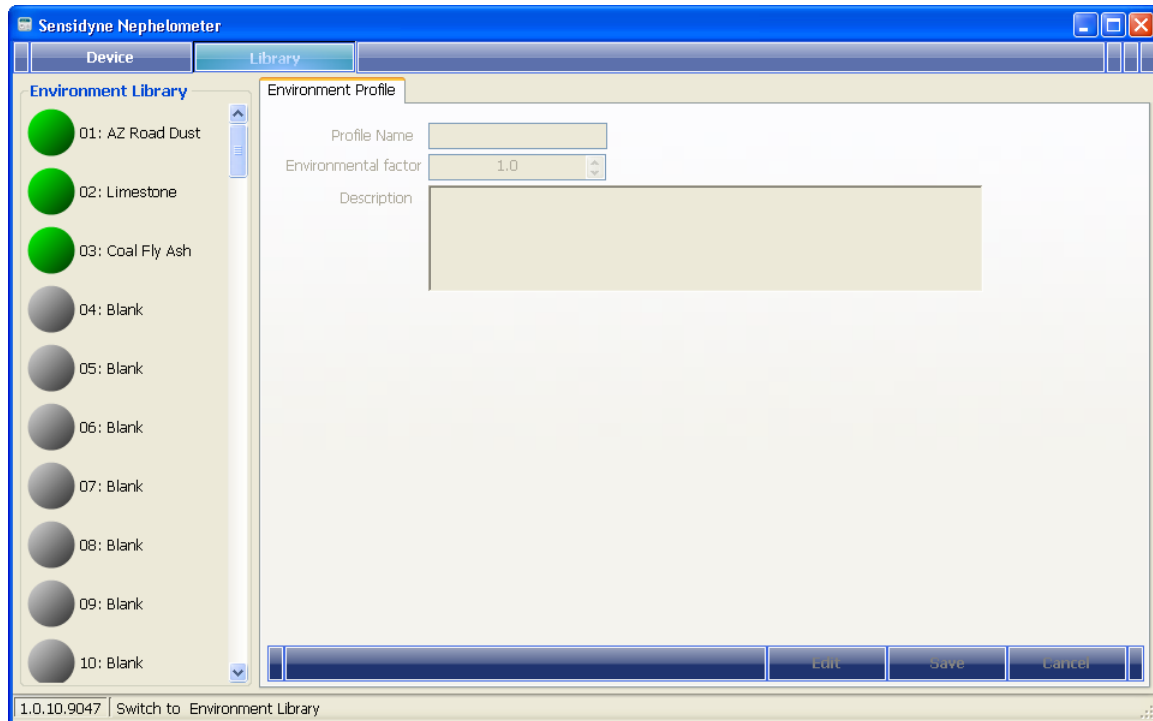 Sensidyne Nephelometer
Device
Library
Environment Library
01: AZ Road Dust
02: Limestone
03: Coal Fly Ash
04: Blank
05: Blank
06: Blank
07: Blank
08: Blank
09: Blank
10: Blank
Environment Profile
Profile Name
Environmental factor 1.0
Description
Edit Save Cancel
1.0.10.9047 Switch to Environment Library